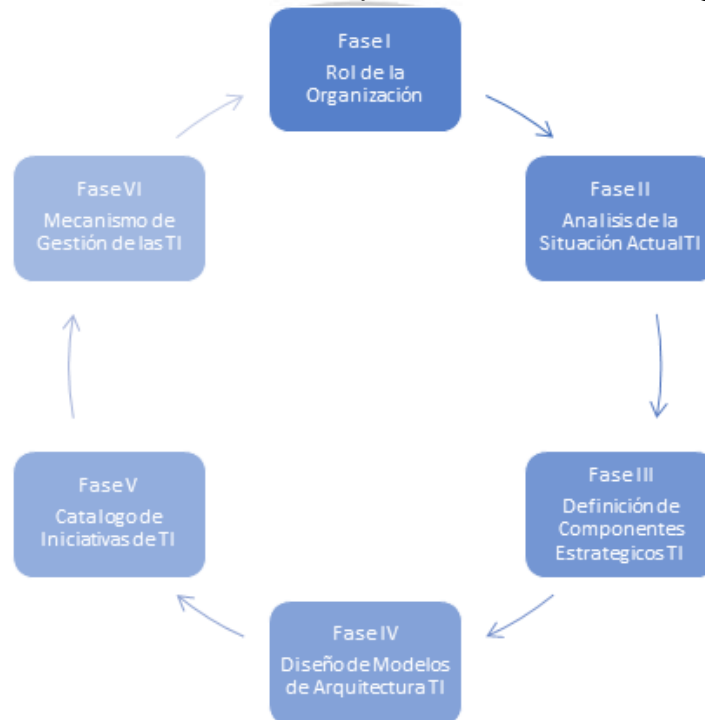 Fase I
Rol de la
Organización
Fase II
Analisis de la
Situación Actual TI
Fase III
Definición de
Componentes
Estrategicos TI
Fase IV
Diseño de Modelos
de Arquitectura TI
Fase V
Catalogo de
Iniciativas de TI
Fase VI
Mecanismo de
Gestión de las TI